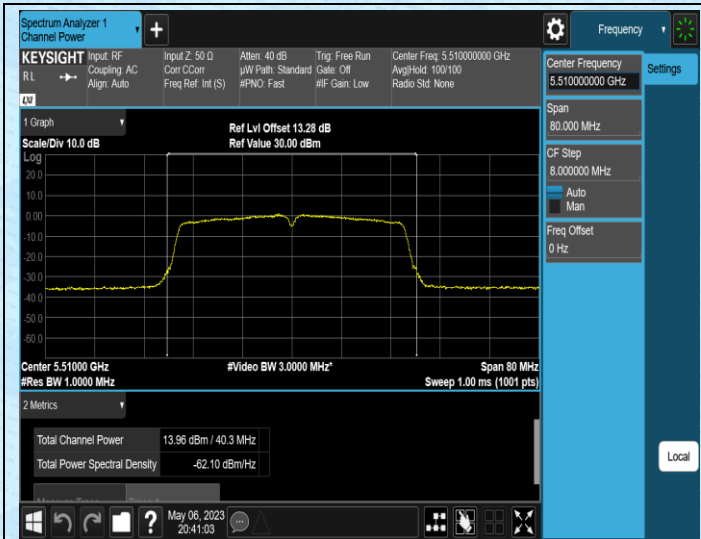 Spectrum Analyzer 1
Channel Power
+
Frequency
KEYSIGHT
R L
LXI
Input: RF
Coupling: AC
Align: Auto
Input Z: 50 Ω
Corr CCorr
Freq Ref: Int (S)
Atten: 40 dB
µW Path: Standard
#PNO: Fast
Trig: Free Run
Gate: Off
#IF Gain: Low
Center Freq: 5.510000000 GHz
Avg|Hold: 100/100
Radio Std: None
Center Frequency
5.510000000 GHz
Settings
Span
80.000 MHz
CF Step
8.000000 MHz
Auto
Man
Freq Offset
0 Hz
1 Graph
Scale/Div 10.0 dB
Ref Lvl Offset 13.28 dB
Ref Value 30.00 dBm
Log
20.0
10.0
0.00
-10.0
-20.0
-30.0
-40.0
-50.0
-60.0
Center 5.51000 GHz
#Res BW 1.0000 MHz
#Video BW 3.0000 MHz*
Span 80 MHz
Sweep 1.00 ms (1001 pts)
2 Metrics
Total Channel Power 13.96 dBm / 40.3 MHz
Total Power Spectral Density -62.10 dBm/Hz
Local
?
May 06, 2023
20:41:03